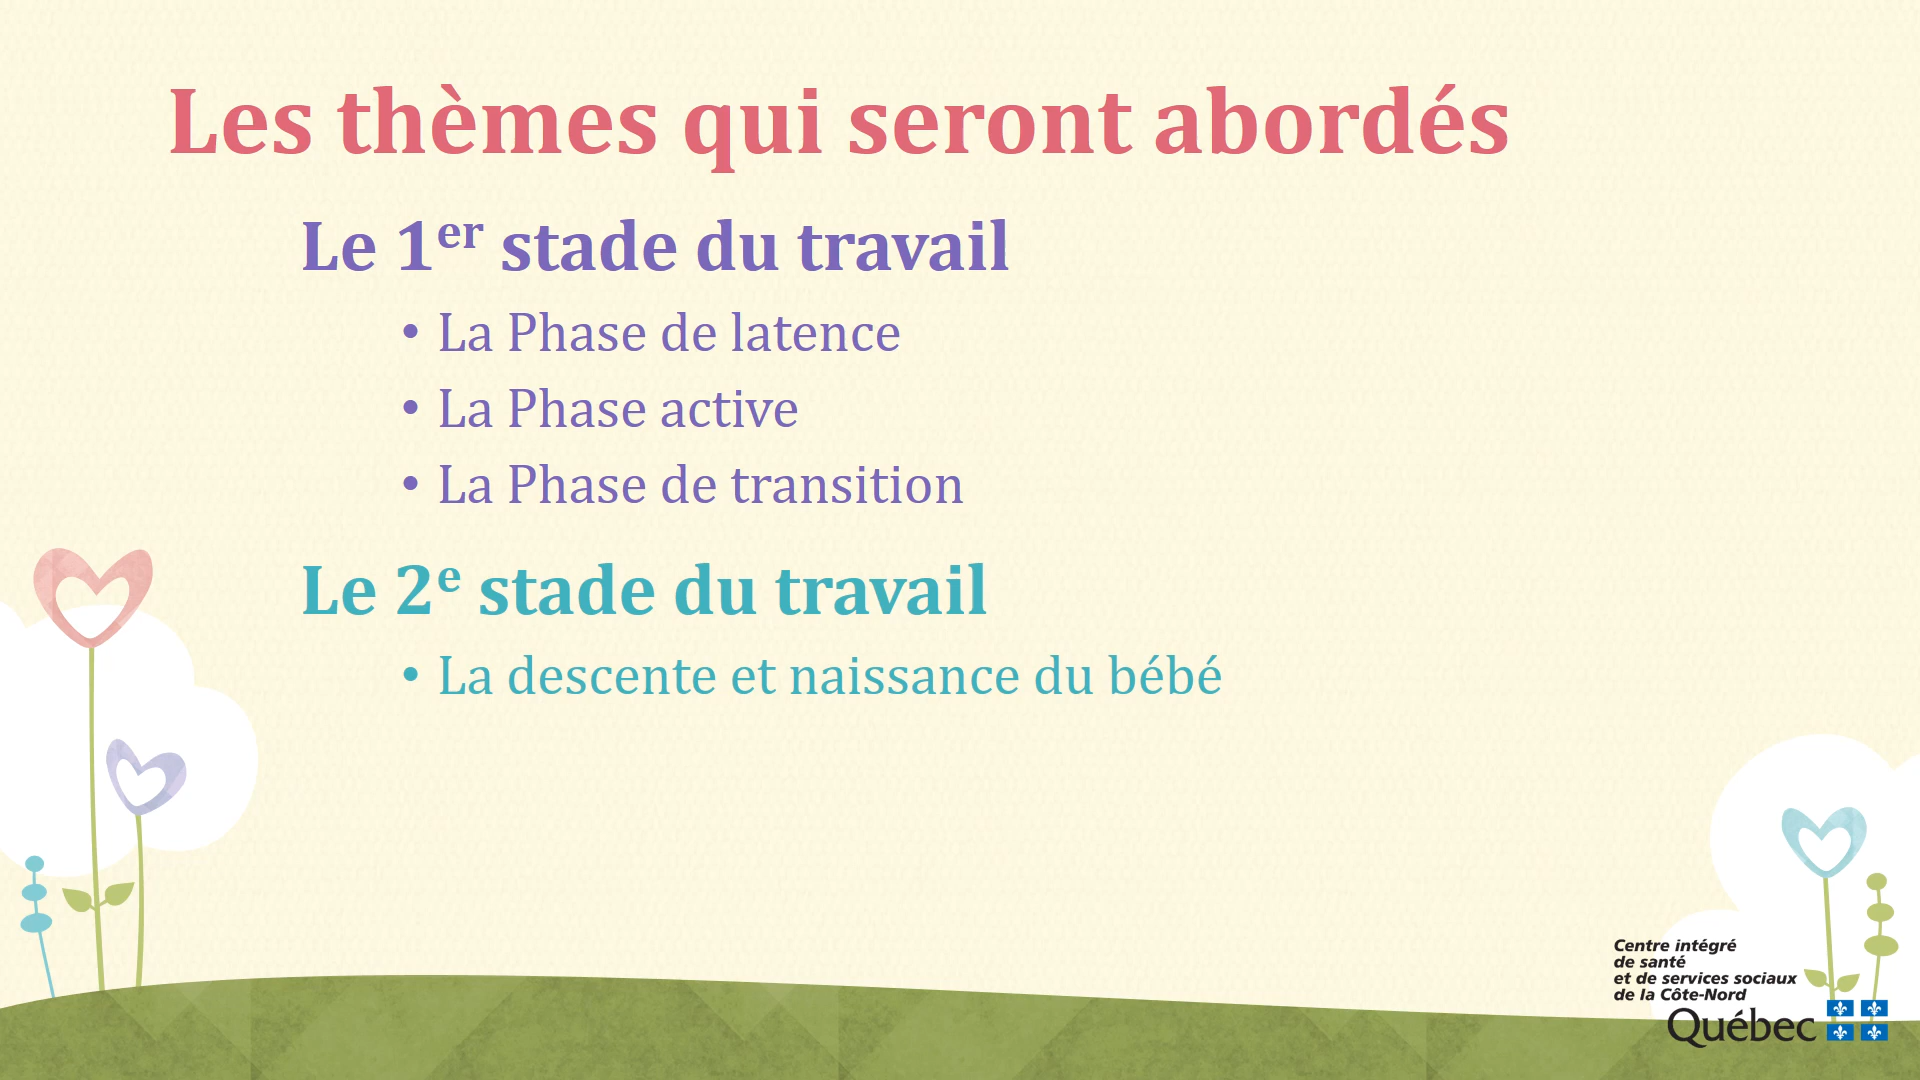 Les thèmes qui seront abordés
Le 1er stade du travail
• La Phase de latence
• La Phase active
• La Phase de transition
Le 2e stade du travail
• La descente et naissance du bébé
Centre intégré
de santé
et de services sociaux
de la Côte-Nord
Québec